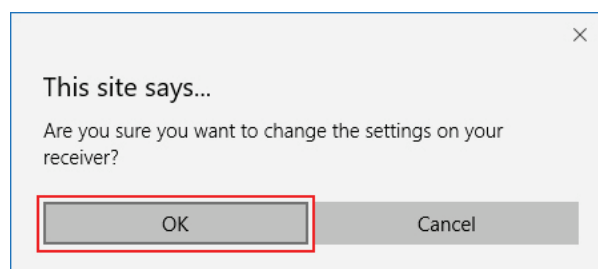 This site says...
Are you sure you want to change the settings on your
receiver?
OK
Cancel